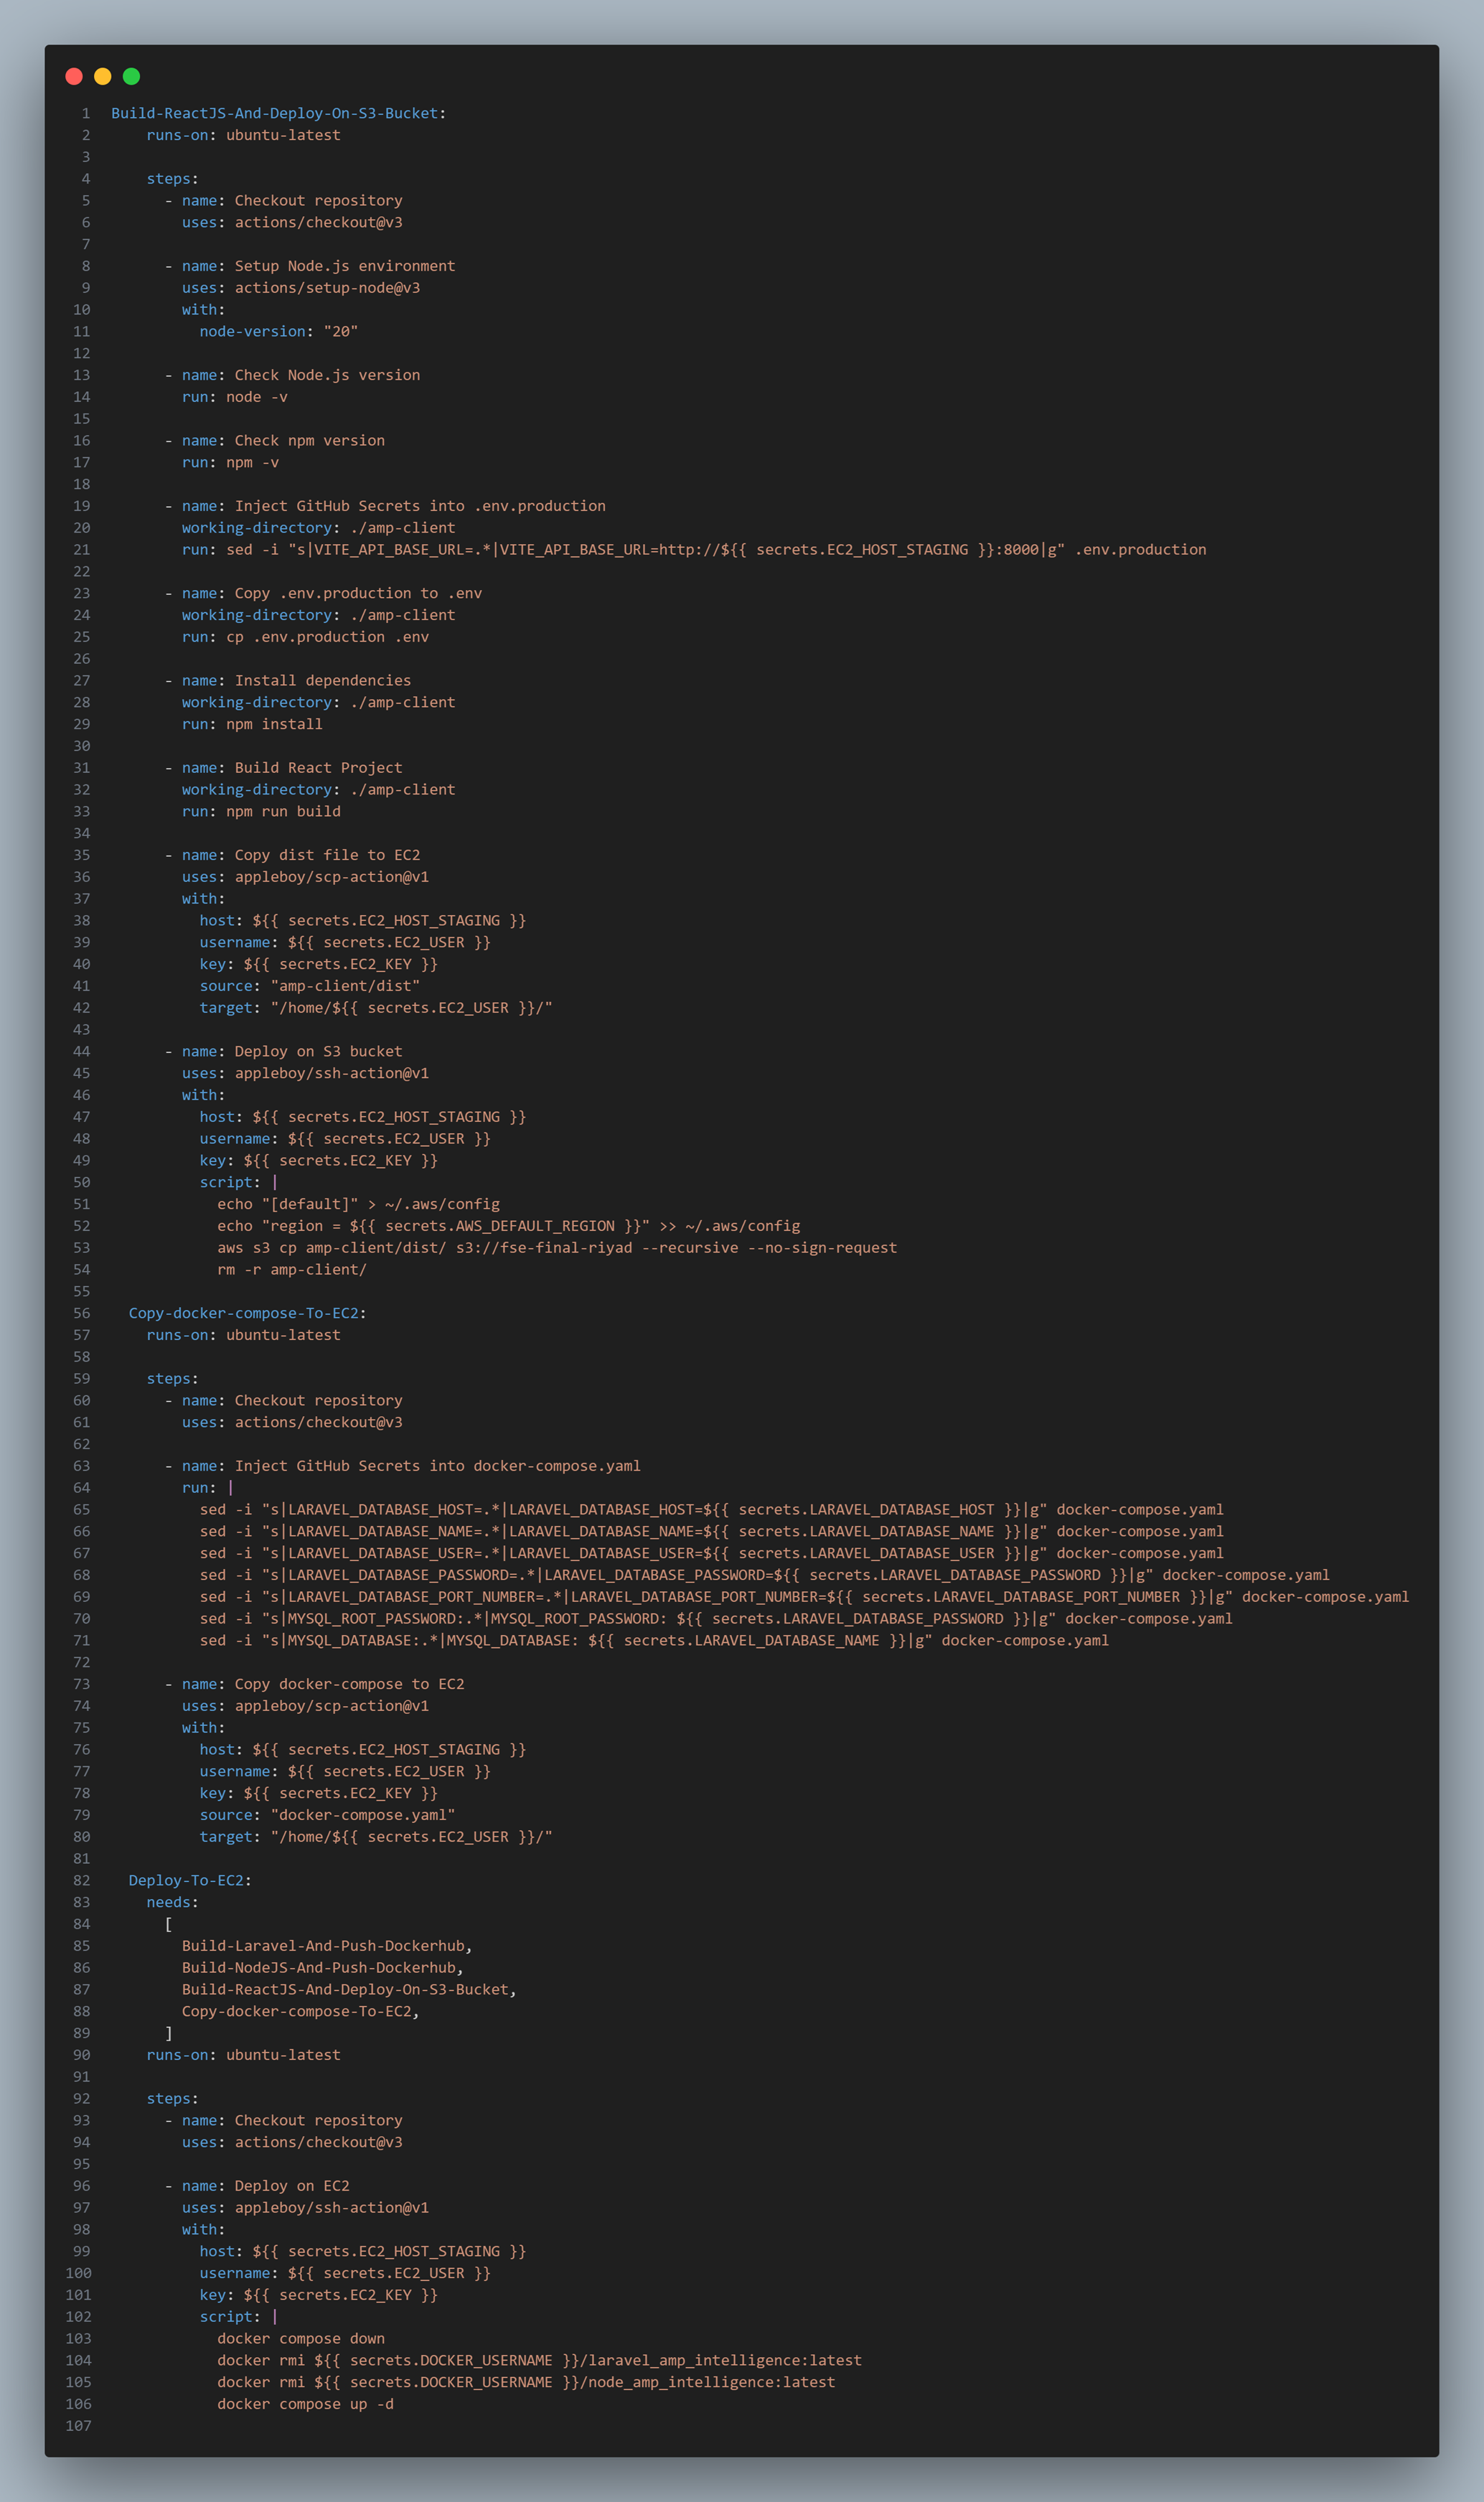 1 Build-ReactJS-And-Deploy-On-S3-Bucket:
2     runs-on: ubuntu-latest
3
4     steps:
5       - name: Checkout repository
6         uses: actions/checkout@v3
7
8       - name: Setup Node.js environment
9         uses: actions/setup-node@v3
10         with:
11           node-version: "20"
12
13       - name: Check Node.js version
14         run: node -v
15
16       - name: Check npm version
17         run: npm -v
18
19       - name: Inject GitHub Secrets into .env.production
20         working-directory: ./amp-client
21         run: sed -i "s|VITE_API_BASE_URL=.*|VITE_API_BASE_URL=http://${{ secrets.EC2_HOST_STAGING }}:8000|g" .env.production
22
23       - name: Copy .env.production to .env
24         working-directory: ./amp-client
25         run: cp .env.production .env
26
27       - name: Install dependencies
28         working-directory: ./amp-client
29         run: npm install
30
31       - name: Build React Project
32         working-directory: ./amp-client
33         run: npm run build
34
35       - name: Copy dist file to EC2
36         uses: appleboy/scp-action@v1
37         with:
38           host: ${{ secrets.EC2_HOST_STAGING }}
39           username: ${{ secrets.EC2_USER }}
40           key: ${{ secrets.EC2_KEY }}
41           source: "amp-client/dist"
42           target: "/home/${{ secrets.EC2_USER }}/"
43
44       - name: Deploy on S3 bucket
45         uses: appleboy/ssh-action@v1
46         with:
47           host: ${{ secrets.EC2_HOST_STAGING }}
48           username: ${{ secrets.EC2_USER }}
49           key: ${{ secrets.EC2_KEY }}
50           script: |
51             echo "[default]" > ~/.aws/config
52             echo "region = ${{ secrets.AWS_DEFAULT_REGION }}" >> ~/.aws/config
53             aws s3 cp amp-client/dist/ s3://fse-final-riyad --recursive --no-sign-request
54             rm -r amp-client/
55
56   Copy-docker-compose-To-EC2:
57     runs-on: ubuntu-latest
58
59     steps:
60       - name: Checkout repository
61         uses: actions/checkout@v3
62
63       - name: Inject GitHub Secrets into docker-compose.yaml
64         run: |
65           sed -i "s|LARAVEL_DATABASE_HOST=.*|LARAVEL_DATABASE_HOST=${{ secrets.LARAVEL_DATABASE_HOST }}|g" docker-compose.yaml
66           sed -i "s|LARAVEL_DATABASE_NAME=.*|LARAVEL_DATABASE_NAME=${{ secrets.LARAVEL_DATABASE_NAME }}|g" docker-compose.yaml
67           sed -i "s|LARAVEL_DATABASE_USER=.*|LARAVEL_DATABASE_USER=${{ secrets.LARAVEL_DATABASE_USER }}|g" docker-compose.yaml
68           sed -i "s|LARAVEL_DATABASE_PASSWORD=.*|LARAVEL_DATABASE_PASSWORD=${{ secrets.LARAVEL_DATABASE_PASSWORD }}|g" docker-compose.yaml
69           sed -i "s|LARAVEL_DATABASE_PORT_NUMBER=.*|LARAVEL_DATABASE_PORT_NUMBER=${{ secrets.LARAVEL_DATABASE_PORT_NUMBER }}|g" docker-compose.yaml
70           sed -i "s|MYSQL_ROOT_PASSWORD:.*|MYSQL_ROOT_PASSWORD: ${{ secrets.LARAVEL_DATABASE_PASSWORD }}|g" docker-compose.yaml
71           sed -i "s|MYSQL_DATABASE:.*|MYSQL_DATABASE: ${{ secrets.LARAVEL_DATABASE_NAME }}|g" docker-compose.yaml
72
73       - name: Copy docker-compose to EC2
74         uses: appleboy/scp-action@v1
75         with:
76           host: ${{ secrets.EC2_HOST_STAGING }}
77           username: ${{ secrets.EC2_USER }}
78           key: ${{ secrets.EC2_KEY }}
79           source: "docker-compose.yaml"
80           target: "/home/${{ secrets.EC2_USER }}/"
81
82   Deploy-To-EC2:
83     needs:
84       [
85         Build-Laravel-And-Push-Dockerhub,
86         Build-NodeJS-And-Push-Dockerhub,
87         Build-ReactJS-And-Deploy-On-S3-Bucket,
88         Copy-docker-compose-To-EC2,
89       ]
90     runs-on: ubuntu-latest
91
92     steps:
93       - name: Checkout repository
94         uses: actions/checkout@v3
95
96       - name: Deploy on EC2
97         uses: appleboy/ssh-action@v1
98         with:
99           host: ${{ secrets.EC2_HOST_STAGING }}
100           username: ${{ secrets.EC2_USER }}
101           key: ${{ secrets.EC2_KEY }}
102           script: |
103             docker compose down
104             docker rmi ${{ secrets.DOCKER_USERNAME }}/laravel_amp_intelligence:latest
105             docker rmi ${{ secrets.DOCKER_USERNAME }}/node_amp_intelligence:latest
106             docker compose up -d
107